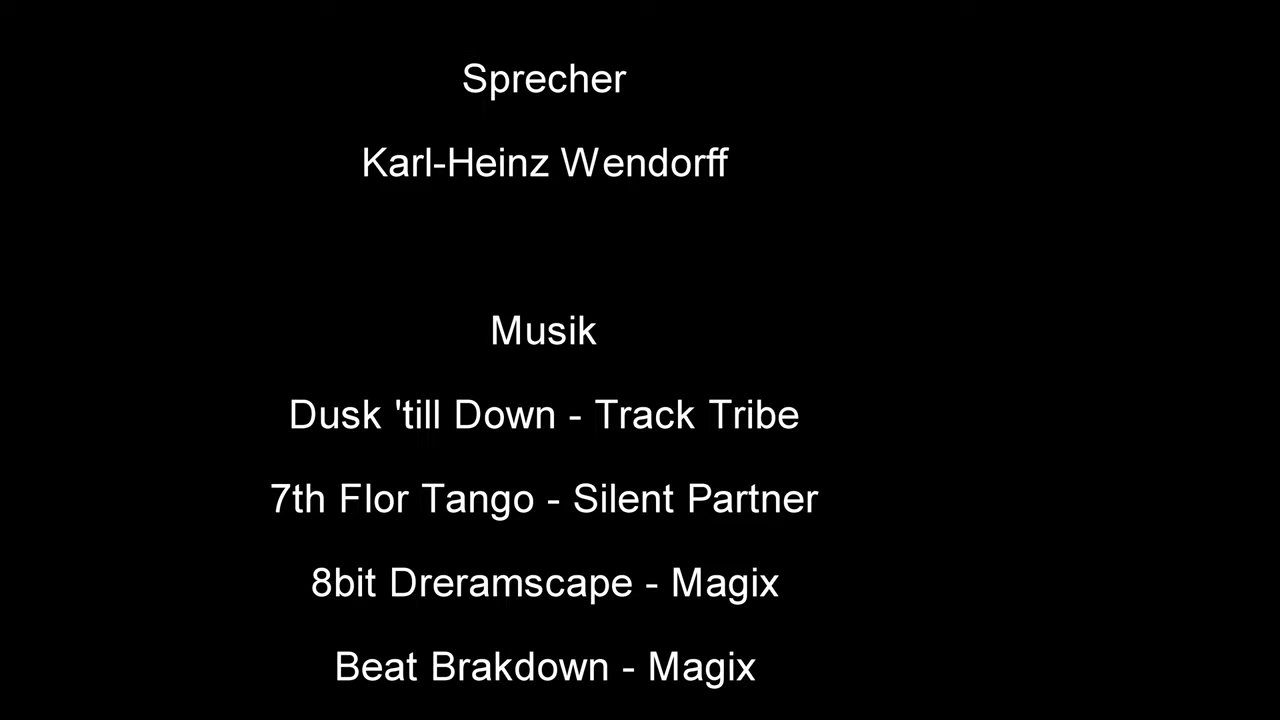 Sprecher
Karl-Heinz Wendorff
Musik
Dusk 'till Down - Track Tribe
7th Flor Tango - Silent Partner
8bit Dreramscape - Magix
Beat Brakdown - Magix